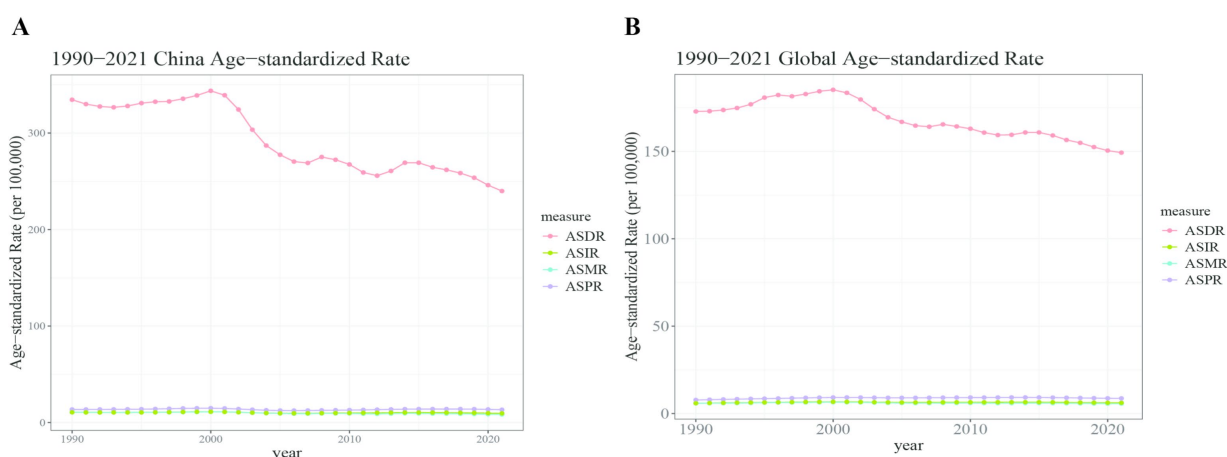 A
1990−2021 China Age−standardized Rate
Age−standardized Rate (per 100,000)
300
200
100
0
1990
2000
2010
2020
year
measure
ASDR
ASIR
ASMR
ASPR
B
1990−2021 Global Age−standardized Rate
Age−standardized Rate (per 100,000)
150
100
50
0
1990
2000
2010
2020
year
measure
ASDR
ASIR
ASMR
ASPR